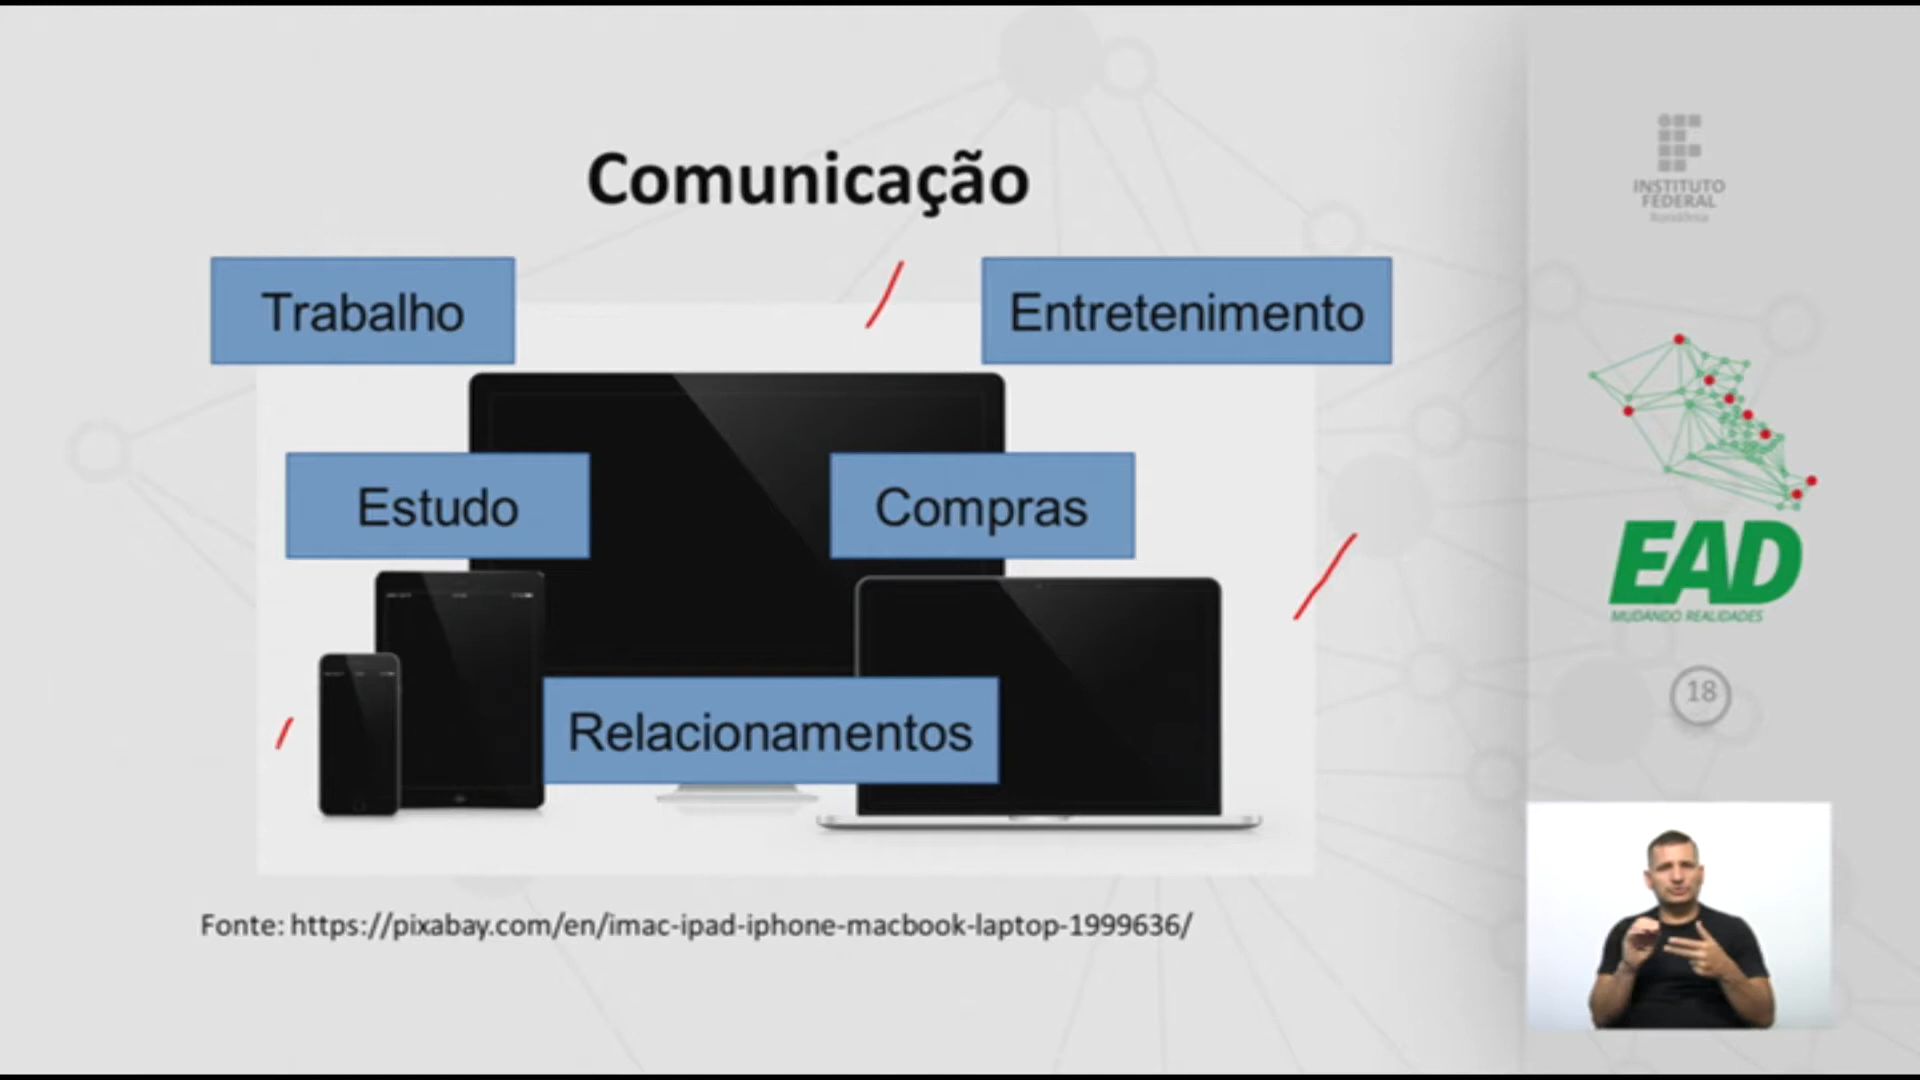 Comunicação
Trabalho
Entretenimento
Estudo
Compras
Relacionamentos
Fonte: https://pixabay.com/en/imac-ipad-iphone-macbook-laptop-1999636/
INSTITUTO
FEDERAL
Rondônia
EAD
MUDANDO REALIDADES
18